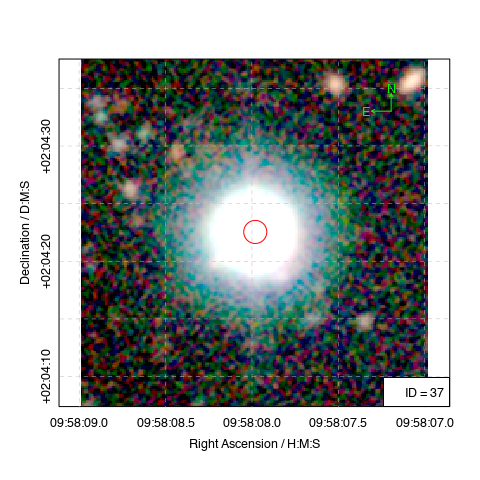 N
E
Declination / D:M:S
+02:04:30
+02:04:20
+02:04:10
ID = 37
09:58:09.0 09:58:08.5 09:58:08.0 09:58:07.5 09:58:07.0
Right Ascension / H:M:S